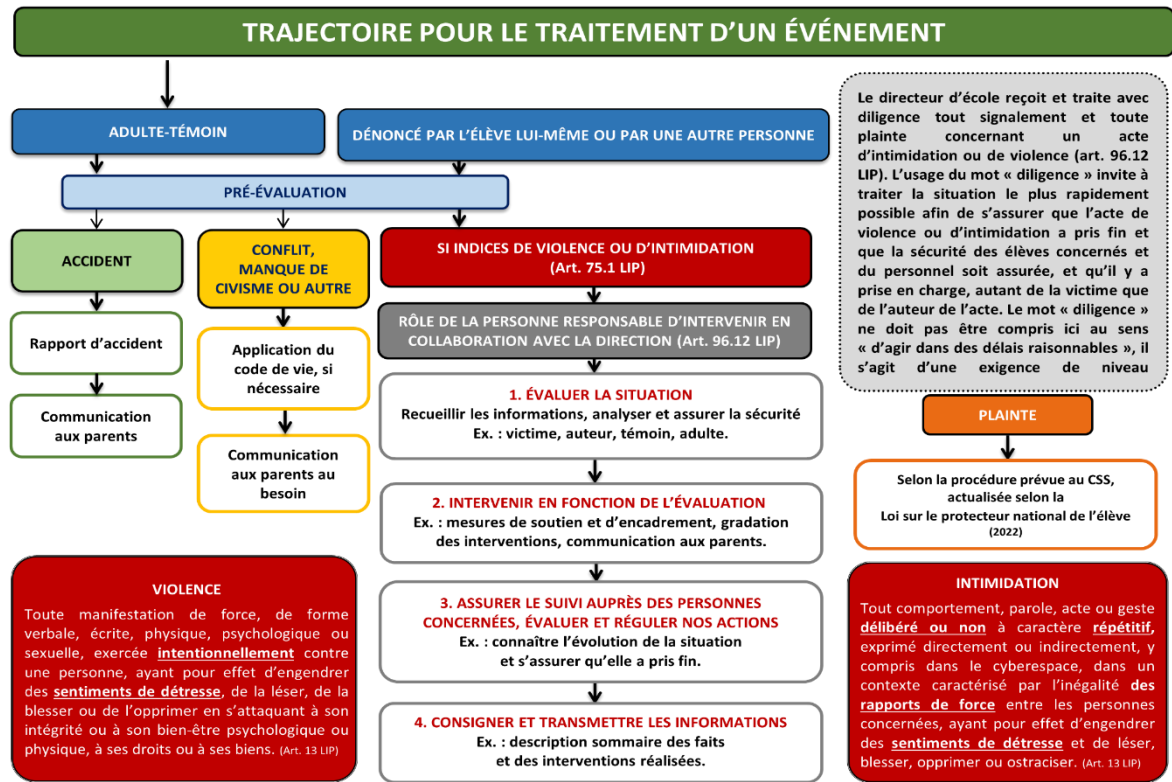 TRAJECTOIRE POUR LE TRAITEMENT D’UN ÉVÉNEMENT
ADULTE-TÉMOIN
DÉNONCÉ PAR L’ÉLÈVE LUI-MÊME OU PAR UNE AUTRE PERSONNE
PRÉ-ÉVALUATION
ACCIDENT
Rapport d’accident
Communication
aux parents
CONFLIT,
MANQUE DE
CIVISME OU AUTRE
Application du
code de vie, si
nécessaire
Communication
aux parents au
besoin
SI INDICES DE VIOLENCE OU D’INTIMIDATION
(Art. 75.1 LIP)
RÔLE DE LA PERSONNE RESPONSABLE D’INTERVENIR EN
COLLABORATION AVEC LA DIRECTION (Art. 96.12 LIP)
1. ÉVALUER LA SITUATION
Recueillir les informations, analyser et assurer la sécurité
Ex. : victime, auteur, témoin, adulte.
2. INTERVENIR EN FONCTION DE L’ÉVALUATION
Ex. : mesures de soutien et d’encadrement, gradation
des interventions, communication aux parents.
3. ASSURER LE SUIVI AUPRÈS DES PERSONNES
CONCERNÉES, ÉVALUER ET RÉGULER NOS ACTIONS
Ex. : connaître l’évolution de la situation
et s’assurer qu’elle a pris fin.
4. CONSIGNER ET TRANSMETTRE LES INFORMATIONS
Ex. : description sommaire des faits
et des interventions réalisées.
Le directeur d’école reçoit et traite avec
diligence tout signalement et toute
plainte concernant un acte
d’intimidation ou de violence (art. 96.12
LIP). L’usage du mot « diligence » invite à
traiter la situation le plus rapidement
possible afin de s’assurer que l’acte de
violence ou d’intimidation a pris fin et
que la sécurité des élèves concernés et
du personnel soit assurée, et qu’il y a
prise en charge, autant de la victime que
de l’auteur de l’acte. Le mot « diligence »
ne doit pas être compris ici au sens
« d’agir dans des délais raisonnables », il
s’agit d’une exigence de niveau
PLAINTE
Selon la procédure prévue au CSS,
actualisée selon la
Loi sur le protecteur national de l’élève
(2022)
VIOLENCE
Toute manifestation de force, de forme
verbale, écrite, physique, psychologique ou
sexuelle, exercée intentionnellement contre
une personne, ayant pour effet d’engendrer
des sentiments de détresse, de la léser, de la
blesser ou de l’opprimer en s’attaquant à son
intégrité ou à son bien-être psychologique ou
physique, à ses droits ou à ses biens. (Art. 13 LIP)
INTIMIDATION
Tout comportement, parole, acte ou geste
délibéré ou non à caractère répétitif,
exprimé directement ou indirectement, y
compris dans le cyberespace, dans un
contexte caractérisé par l’inégalité des
rapports de force entre les personnes
concernées, ayant pour effet d’engendrer
des sentiments de détresse et de léser,
blesser, opprimer ou ostraciser. (Art. 13 LIP)